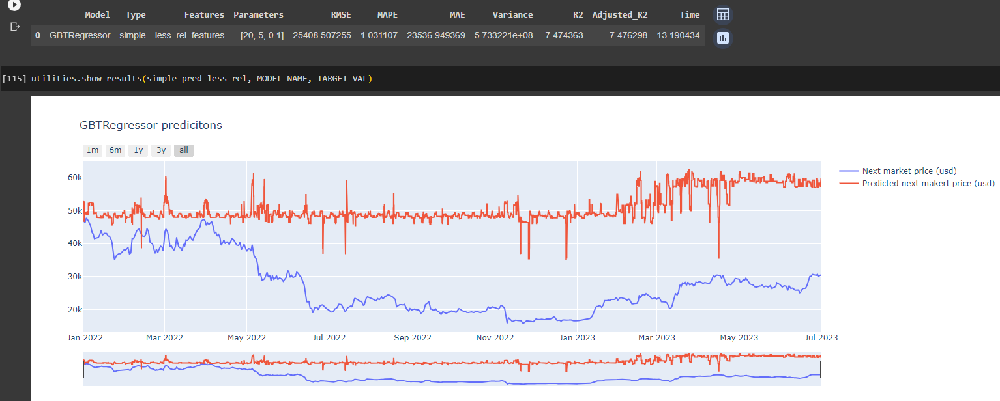 Model Type Features Parameters RMSE MAPE MAE Variance R2 Adjusted_R2 Time
0 GBTRegressor simple less_rel_features [20, 5, 0.1] 25408.507255 1.031107 23536.949369 5.733221e+08 -7.474363 -7.476298 13.190434
[115] utilities.show_results(simple_pred_less_rel, MODEL_NAME, TARGET_VAL)
GBTRegressor predicitons
1m 6m 1y 3y all
Next market price (usd)
Predicted next makert price (usd)
60k
50k
40k
30k
20k
Jan 2022 Mar 2022 May 2022 Jul 2022 Sep 2022 Nov 2022 Jan 2023 Mar 2023 May 2023 Jul 2023